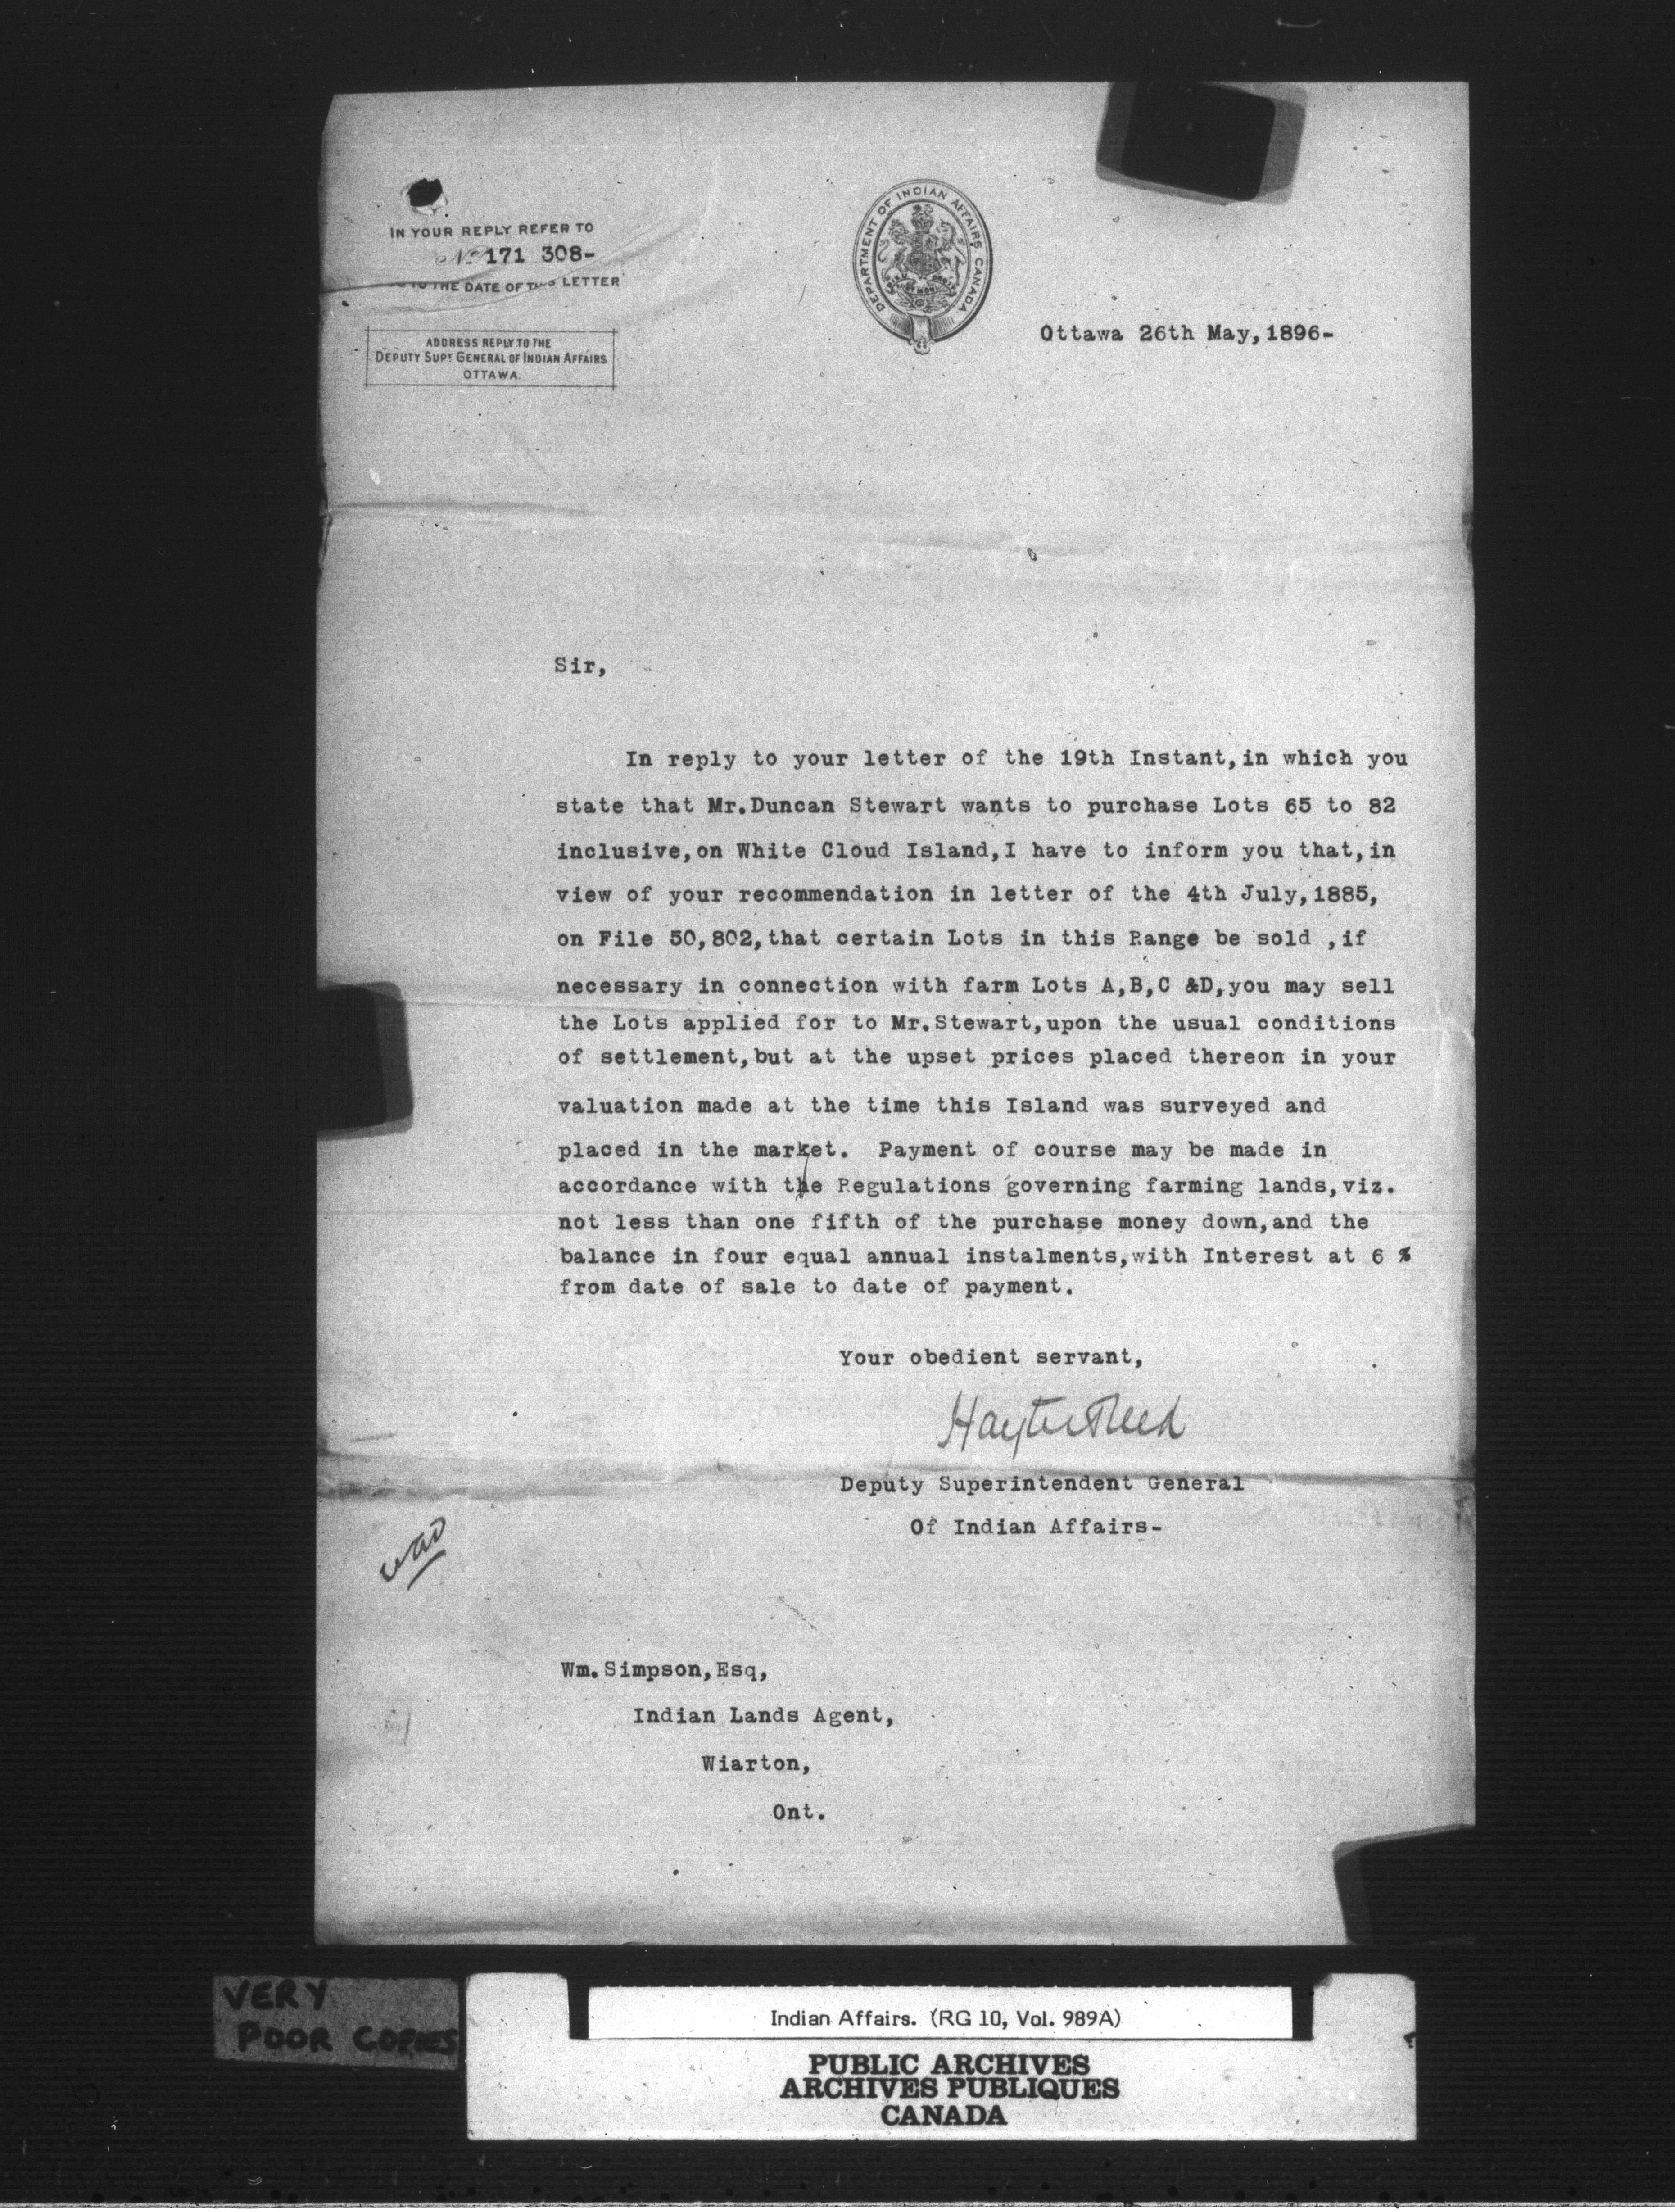 IN YOUR REPLY REFER TO
No 171 308-
TO THE DATE OF THIS LETTER
ADDRESS REPLY TO THE
DEPUTY SUPT GENERAL OF INDIAN AFFAIRS
OTTAWA.
DEPARTMENT OF INDIAN AFFAIRS CANADA
Ottawa 26th May,1896-
Sir,
In reply to your letter of the 19th Instant,in which you
state that Mr.Duncan Stewart wants to purchase Lots 65 to 82
inclusive,on White Cloud Island,I have to inform you that,in
view of your recommendation in letter of the 4th July,1885,
on File 50,802,that certain Lots in this Range be sold ,if
necessary in connection with farm Lots A,B,C &D,you may sell
the Lots applied for to Mr.Stewart,upon the usual conditions
of settlement,but at the upset prices placed thereon in your
valuation made at the time this Island was surveyed and
placed in the market. Payment of course may be made in
accordance with the Regulations governing farming lands,viz.
not less than one fifth of the purchase money down,and the
balance in four equal annual instalments,with Interest at 6 %
from date of sale to date of payment.
Your obedient servant,
Hayter Reed
Deputy Superintendent General
Of Indian Affairs-
Wm.Simpson,Esq,
Indian Lands Agent,
Wiarton,
Ont.
VERY
POOR COPIES
Indian Affairs. (RG 10, Vol. 989A)
PUBLIC ARCHIVES
ARCHIVES PUBLIQUES
CANADA